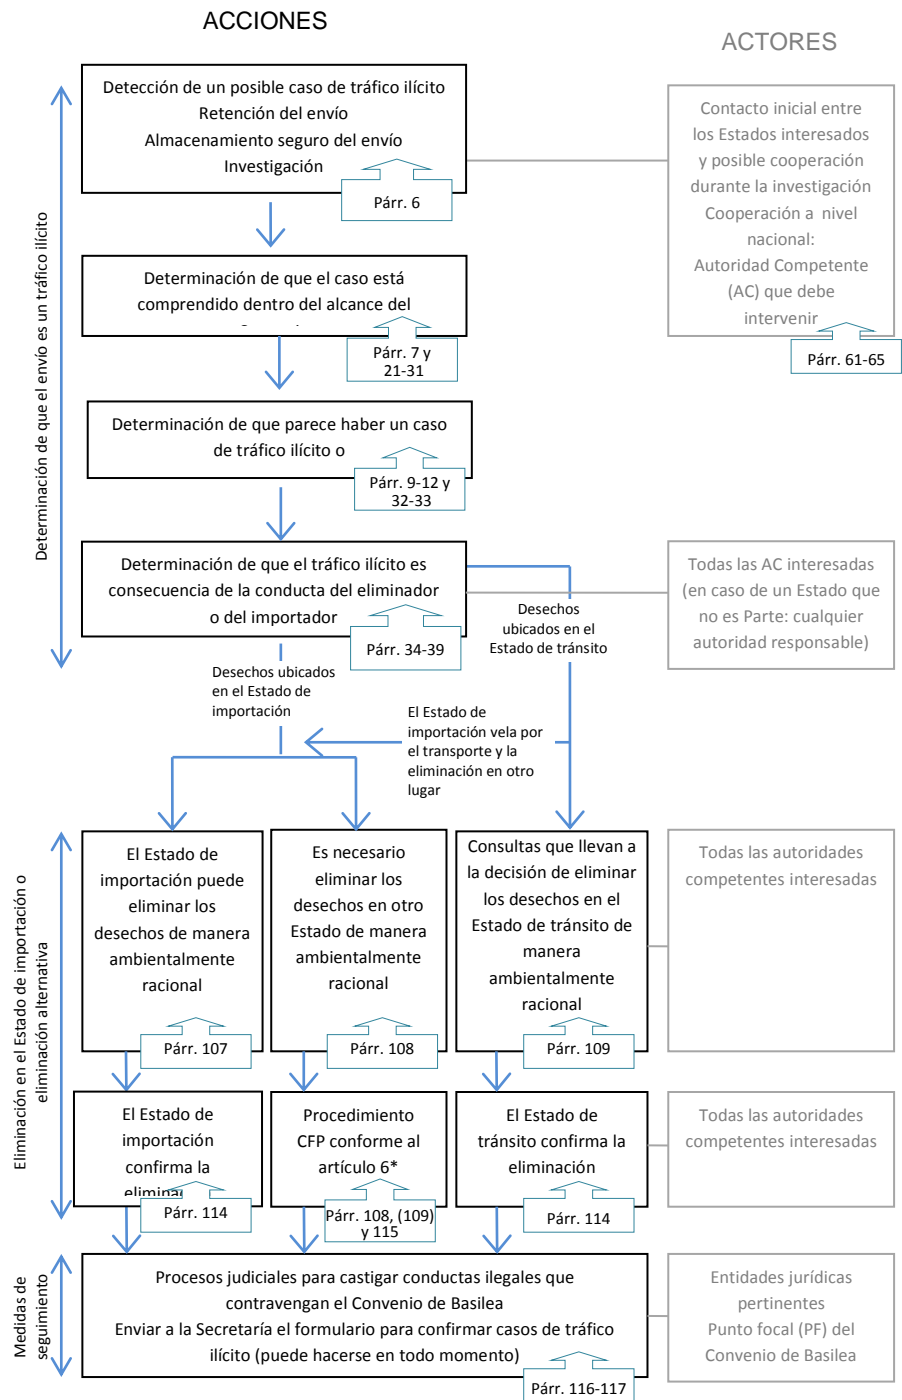 ACCIONES
ACTORES
Determinación de que el envío es un tráfico ilícito
Detección de un posible caso de tráfico ilícito
Retención del envío
Almacenamiento seguro del envío
Investigación
Párr. 6
Contacto inicial entre
los Estados interesados
y posible cooperación
durante la investigación
Cooperación a nivel
nacional:
Autoridad Competente
(AC) que debe
intervenir
Párr. 61-65
Determinación de que el caso está
comprendido dentro del alcance del
Párr. 7 y
21-31
Determinación de que parece haber un caso
de tráfico ilícito o
Párr. 9-12 y
32-33
Determinación de que el tráfico ilícito es
consecuencia de la conducta del eliminador
o del importador
Párr. 34-39
Todas las AC interesadas
(en caso de un Estado que
no es Parte: cualquier
autoridad responsable)
Desechos
ubicados en el
Estado de tránsito
Desechos ubicados
en el Estado de
importación
El Estado de
importación vela por
el transporte y la
eliminación en otro
lugar
Eliminación en el Estado de importación o
eliminación alternativa
El Estado de
importación puede
eliminar los
desechos de manera
ambientalmente
racional
Párr. 107
Es necesario
eliminar los
desechos en otro
Estado de manera
ambientalmente
racional
Párr. 108
Consultas que llevan a
la decisión de eliminar
los desechos en el
Estado de tránsito de
manera
ambientalmente
racional
Párr. 109
Todas las autoridades
competentes interesadas
El Estado de
importación
confirma la
Párr. 114
Procedimiento
CFP conforme al
artículo 6*
Párr. 108, (109)
y 115
El Estado de
tránsito confirma la
eliminación
Párr. 114
Todas las autoridades
competentes interesadas
Medidas de
seguimiento
Procesos judiciales para castigar conductas ilegales que
contravengan el Convenio de Basilea
Enviar a la Secretaría el formulario para confirmar casos de tráfico
ilícito (puede hacerse en todo momento)
Párr. 116-117
Entidades jurídicas
pertinentes
Punto focal (PF) del
Convenio de Basilea